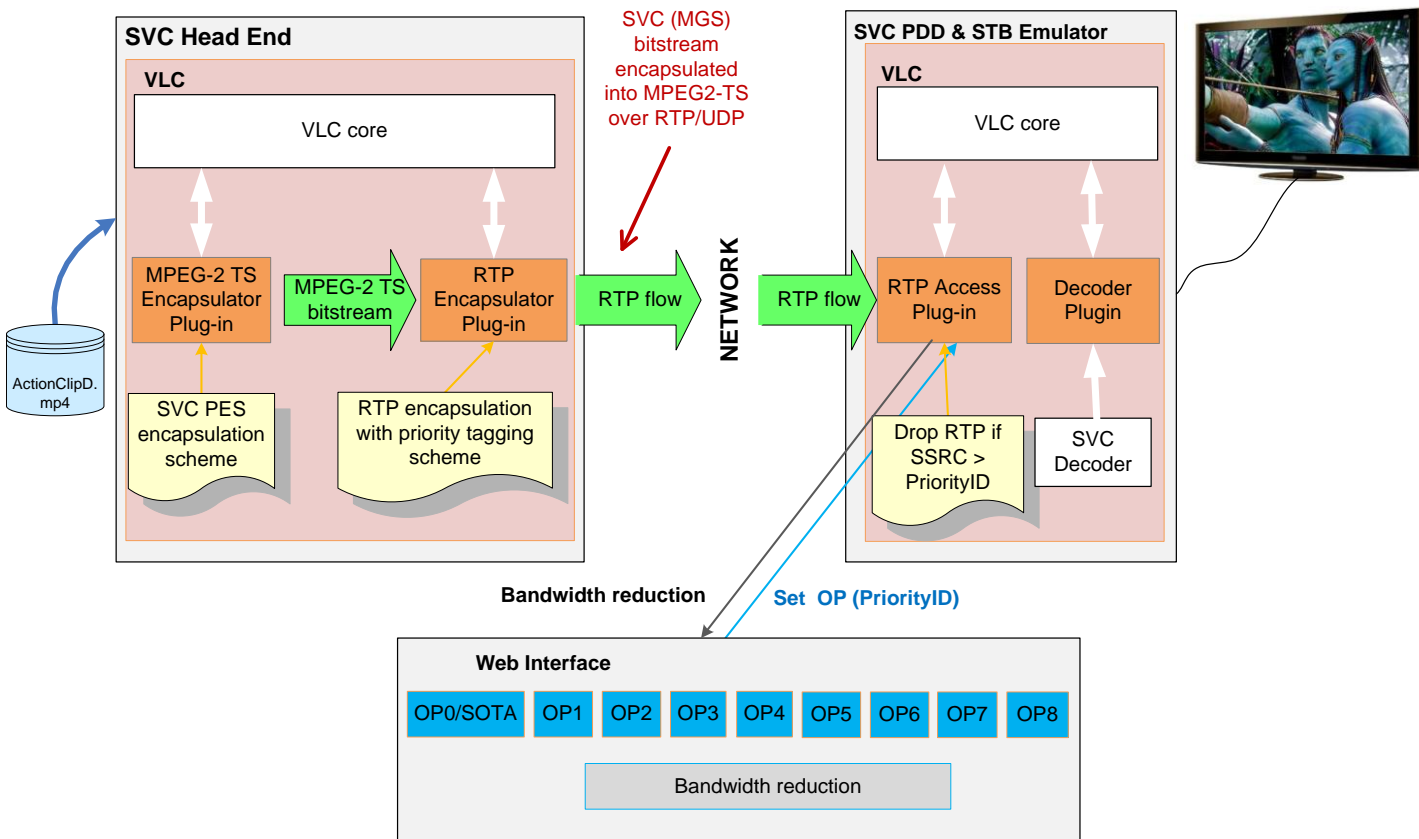 SVC Head End
VLC
VLC core
MPEG-2 TS
Encapsulator
Plug-in
MPEG-2 TS
bitstream
RTP
Encapsulator
Plug-in
ActionClipD.
mp4
SVC PES
encapsulation
scheme
RTP encapsulation
with priority tagging
scheme
SVC (MGS)
bitstream
encapsulated
into MPEG2-TS
over RTP/UDP
RTP flow
NETWORK
RTP flow
SVC PDD & STB Emulator
VLC
VLC core
RTP Access
Plug-in
Decoder
Plugin
Drop RTP if
SSRC >
PriorityID
SVC
Decoder
Bandwidth reduction
Set OP (PriorityID)
Web Interface
OP0/SOTA
OP1
OP2
OP3
OP4
OP5
OP6
OP7
OP8
Bandwidth reduction